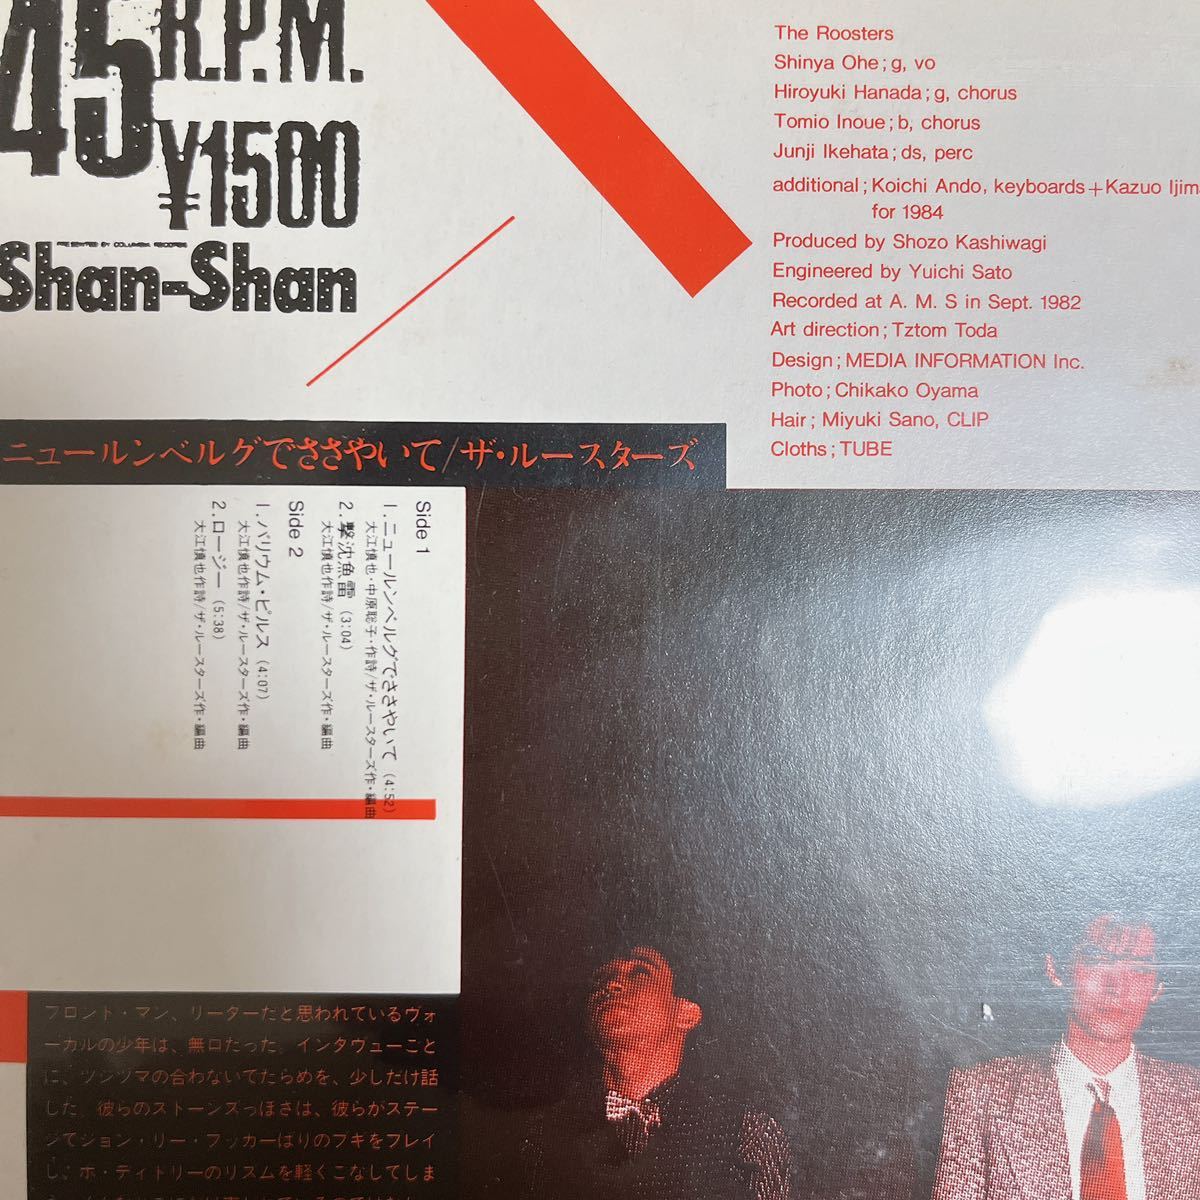 45 R.P.M.
¥1500
PRESENTED BY COLUMBIA RECORDS
Shan-Shan
The Roosters
Shinya Ohe ; g, vo
Hiroyuki Hanada ; g, chorus
Tomio Inoue ; b, chorus
Junji Ikehata ; ds, perc
additional ; Koichi Ando, keyboards + Kazuo Ijima
for 1984
Produced by Shozo Kashiwagi
Engineered by Yuichi Sato
Recorded at A. M. S in Sept. 1982
Art direction ; Tztom Toda
Design ; MEDIA INFORMATION Inc.
Photo ; Chikako Oyama
Hair ; Miyuki Sano, CLIP
Cloths ; TUBE
ニュールンベルグでささやいて/ザ・ルースターズ
Side 1
1. ニュールンベルグでささやいて (4:52)
大江慎也・中原聡子・作詩/ザ・ルースターズ作・編曲
2. 撃沈魚雷 (3:04)
大江慎也作詩/ザ・ルースターズ作・編曲
Side 2
1. バリウム・ピルス (4:07)
大江慎也作詩/ザ・ルースターズ作・編曲
2. ロージー (5:38)
大江慎也作詩/ザ・ルースターズ作・編曲
フロント・マン、リーダーだと思われているヴォ
ーカルの少年は、無口だった。インタヴューごと
に、ツジツマの合わないでたらめを、少しだけ話
した。彼らのストーンズっぽさは、彼らがステー
ジでジョン・リー・フッカーばりのブギをプレイ
し、ボ・ディドリーのリズムを軽くこなしてしま